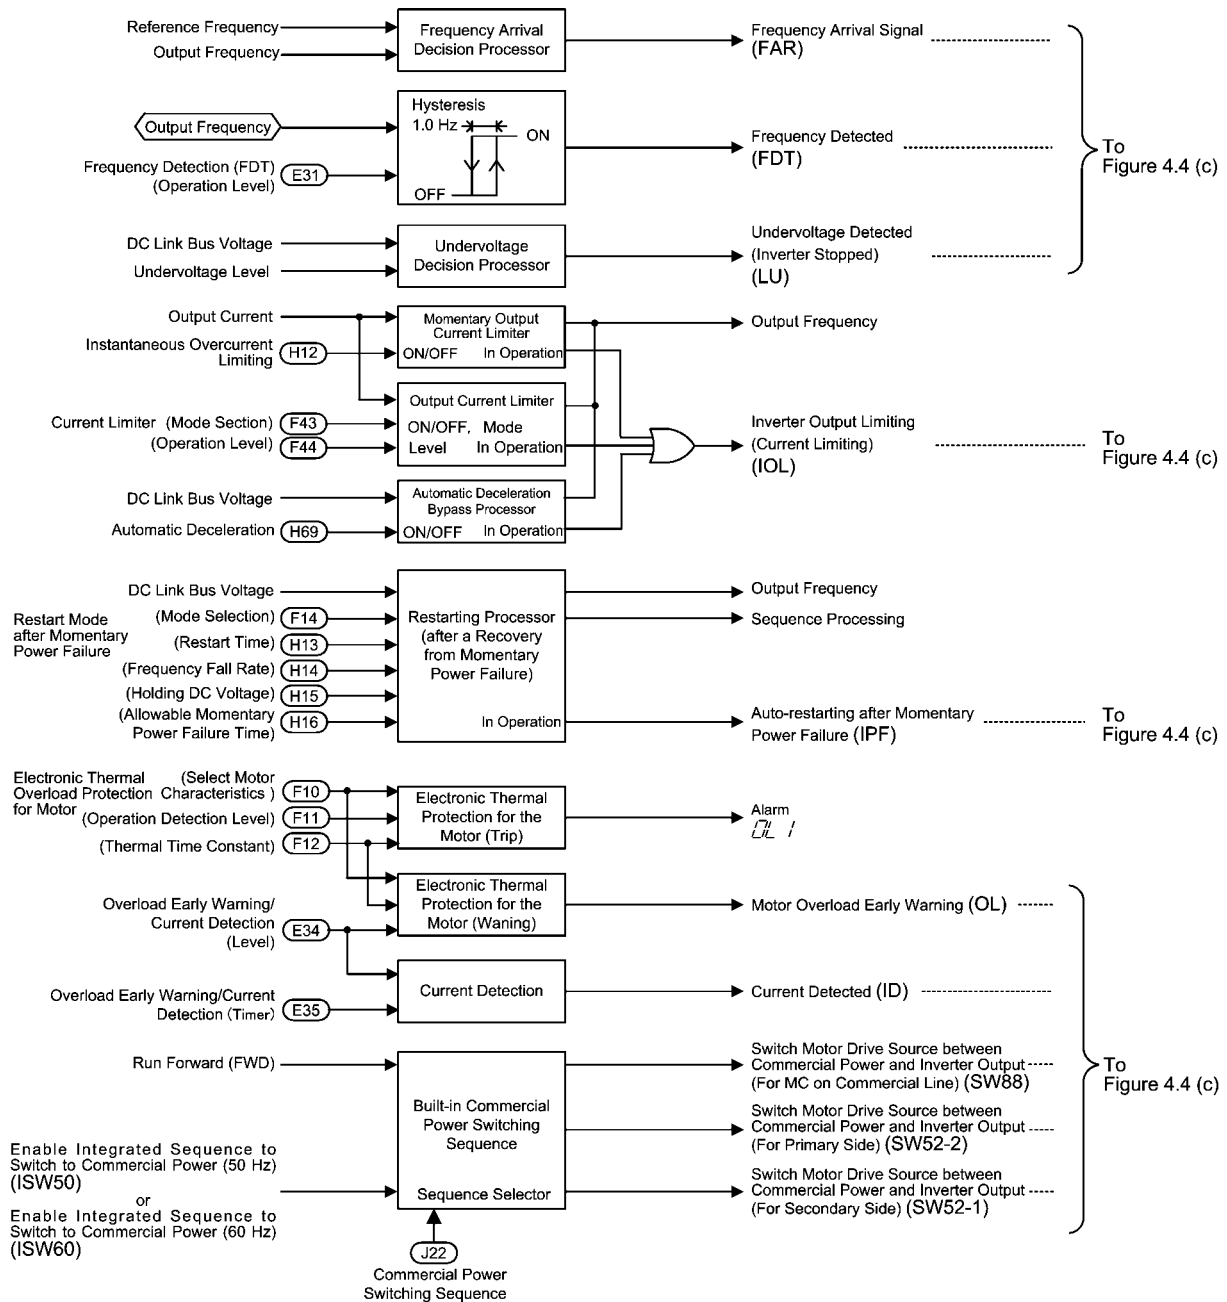 Reference Frequency
Output Frequency
Frequency Arrival
Decision Processor
Frequency Arrival Signal
(FAR)
Output Frequency
Frequency Detection (FDT)
(Operation Level)
E31
Hysteresis
1.0 Hz
ON
OFF
Frequency Detected
(FDT)
To
Figure 4.4 (c)
DC Link Bus Voltage
Undervoltage Level
Undervoltage
Decision Processor
Undervoltage Detected
(Inverter Stopped)
(LU)
Output Current
Instantaneous Overcurrent
Limiting
H12
Momentary Output
Current Limiter
ON/OFF In Operation
Output Frequency
Current Limiter (Mode Section)
F43
(Operation Level)
F44
Output Current Limiter
ON/OFF, Mode
Level In Operation
Inverter Output Limiting
(Current Limiting)
(IOL)
To
Figure 4.4 (c)
DC Link Bus Voltage
Automatic Deceleration
H69
Automatic Deceleration
Bypass Processor
ON/OFF In Operation
Restart Mode
after Momentary
Power Failure
DC Link Bus Voltage
(Mode Selection)
F14
(Restart Time)
H13
(Frequency Fall Rate)
H14
(Holding DC Voltage)
H15
(Allowable Momentary
Power Failure Time)
H16
Restarting Processor
(after a Recovery
from Momentary
Power Failure)
In Operation
Output Frequency
Sequence Processing
Auto-restarting after Momentary
Power Failure (IPF)
To
Figure 4.4 (c)
Electronic Thermal (Select Motor
Overload Protection Characteristics )
for Motor
F10
(Operation Detection Level)
F11
(Thermal Time Constant)
F12
Electronic Thermal
Protection for the
Motor (Trip)
Alarm
OL1
Overload Early Warning/
Current Detection
(Level)
E34
Electronic Thermal
Protection for the
Motor (Waning)
Motor Overload Early Warning (OL)
Overload Early Warning/Current
Detection (Timer)
E35
Current Detection
Current Detected (ID)
Run Forward (FWD)
Enable Integrated Sequence to
Switch to Commercial Power (50 Hz)
(ISW50)
or
Enable Integrated Sequence to
Switch to Commercial Power (60 Hz)
(ISW60)
Built-in Commercial
Power Switching
Sequence
Sequence Selector
J22
Commercial Power
Switching Sequence
Switch Motor Drive Source between
Commercial Power and Inverter Output
(For MC on Commercial Line) (SW88)
Switch Motor Drive Source between
Commercial Power and Inverter Output
(For Primary Side) (SW52-2)
Switch Motor Drive Source between
Commercial Power and Inverter Output
(For Secondary Side) (SW52-1)
To
Figure 4.4 (c)